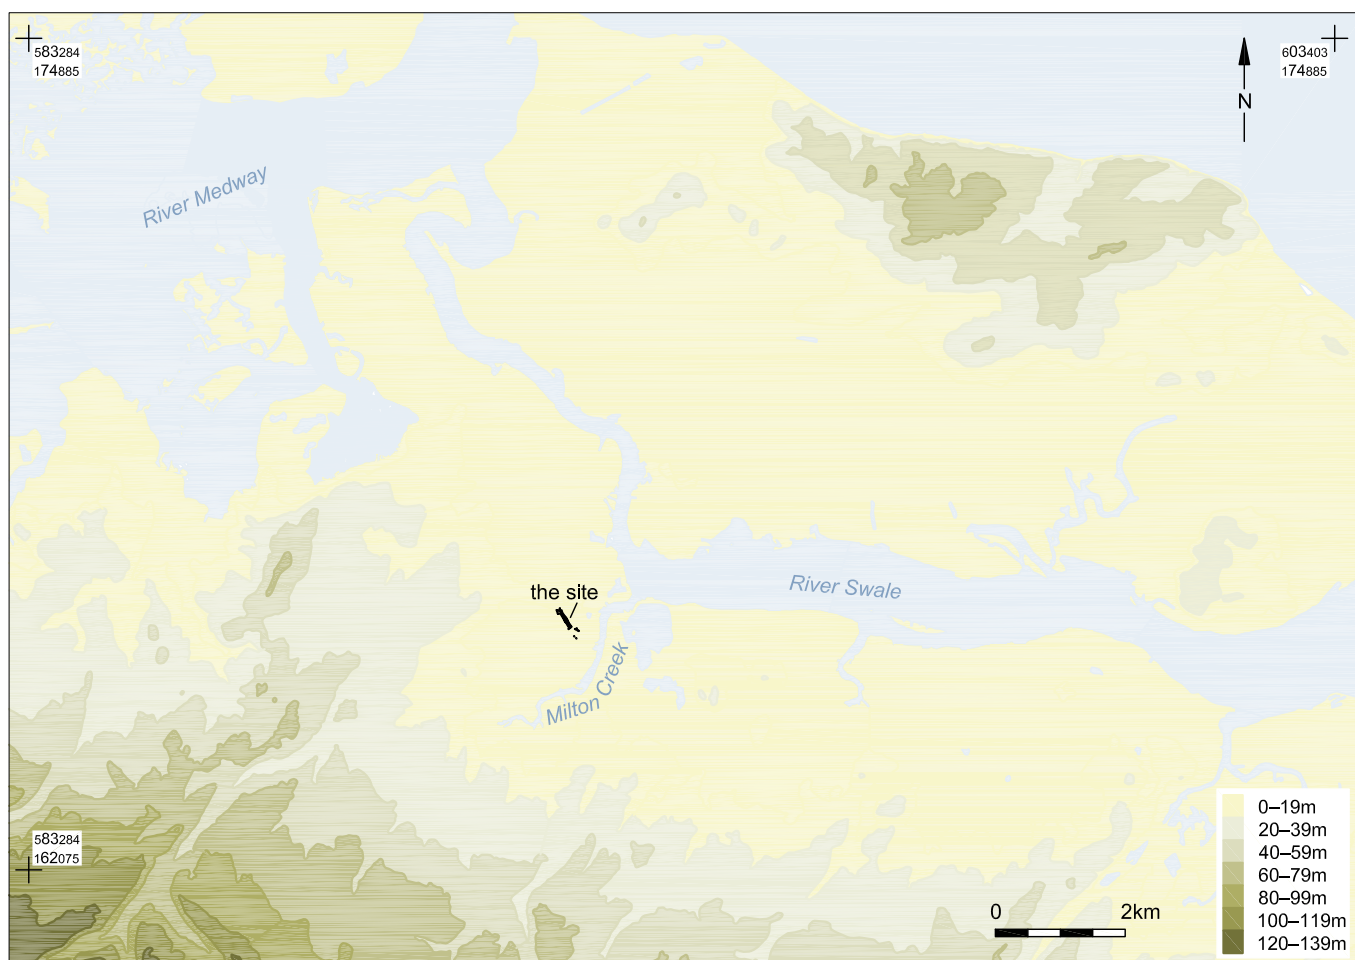 583284
174885
603403
174885
N
River Medway
River Swale
the site
Milton Creek
583284
162075
0–19m
20–39m
40–59m
60–79m
80–99m
100–119m
120–139m
0 2km